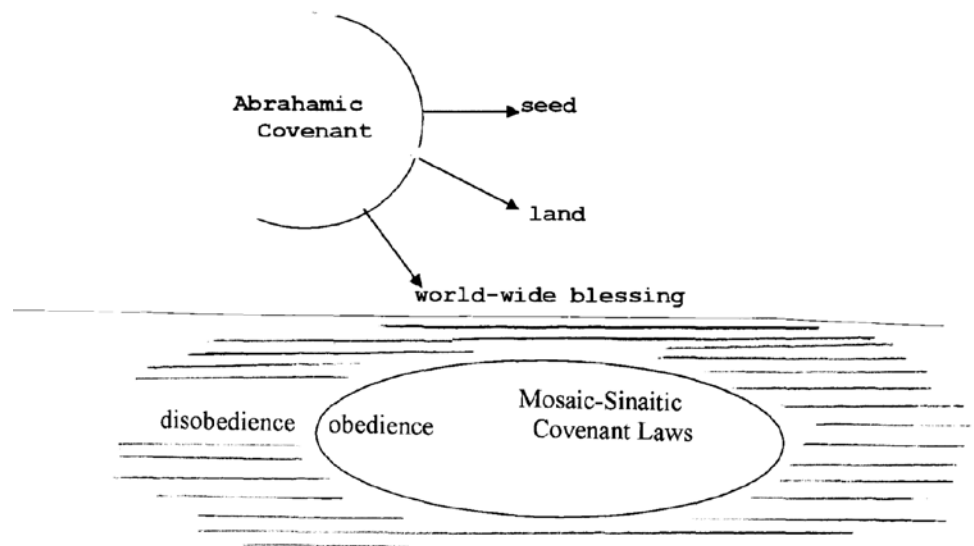 Abrahamic
Covenant
seed
land
world-wide blessing
disobedience
obedience
Mosaic-Sinaitic
Covenant Laws